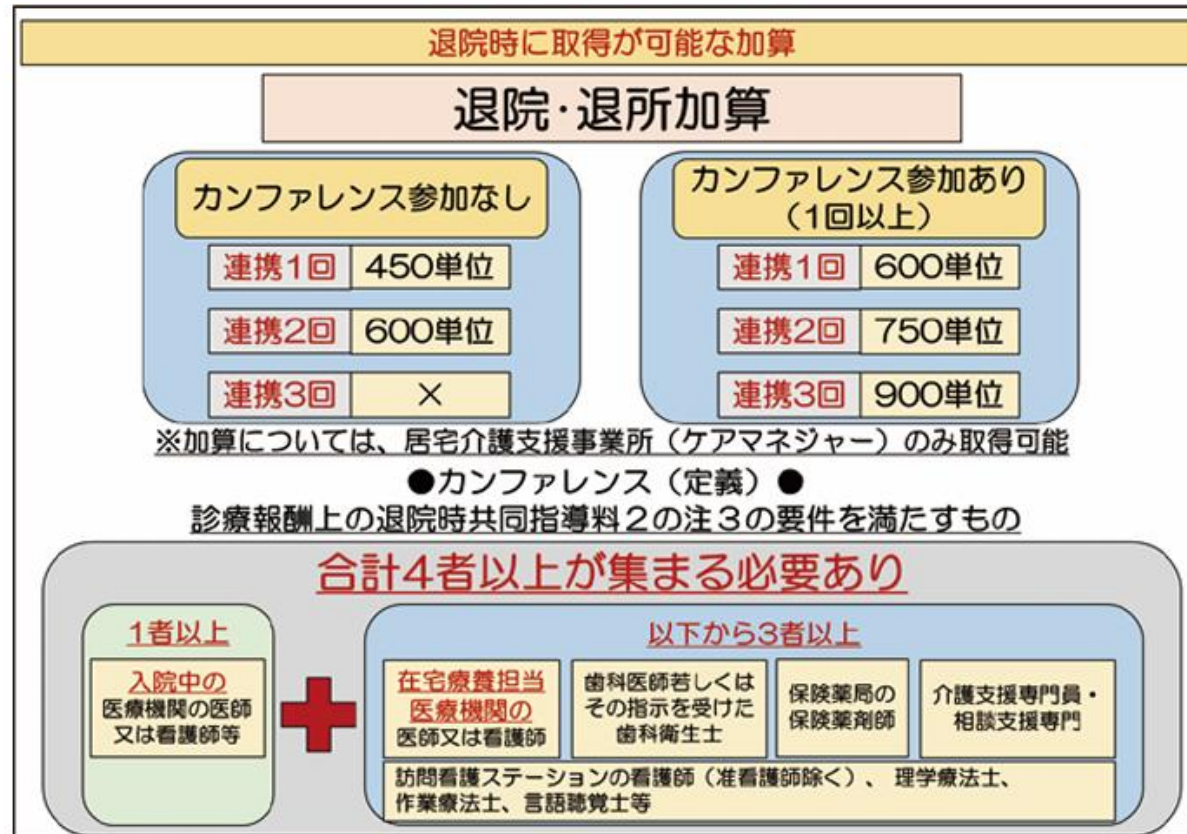 退院時に取得が可能な加算
退院・退所加算
カンファレンス参加なし
連携1回 450単位
連携2回 600単位
連携3回 ×
カンファレンス参加あり
(1回以上)
連携1回 600単位
連携2回 750単位
連携3回 900単位
※加算については、居宅介護支援事業所(ケアマネジャー)のみ取得可能
●カンファレンス(定義)●
診療報酬上の退院時共同指導料2の注3の要件を満たすもの
合計4者以上が集まる必要あり
1者以上
入院中の
医療機関の医師
又は看護師等
以下から3者以上
在宅療養担当
医療機関の
医師又は看護師
歯科医師若しくは
その指示を受けた
歯科衛生士
保険薬局の
保険薬剤師
介護支援専門員・
相談支援専門
訪問看護ステーションの看護師(准看護師除く)、理学療法士、
作業療法士、言語聴覚士等